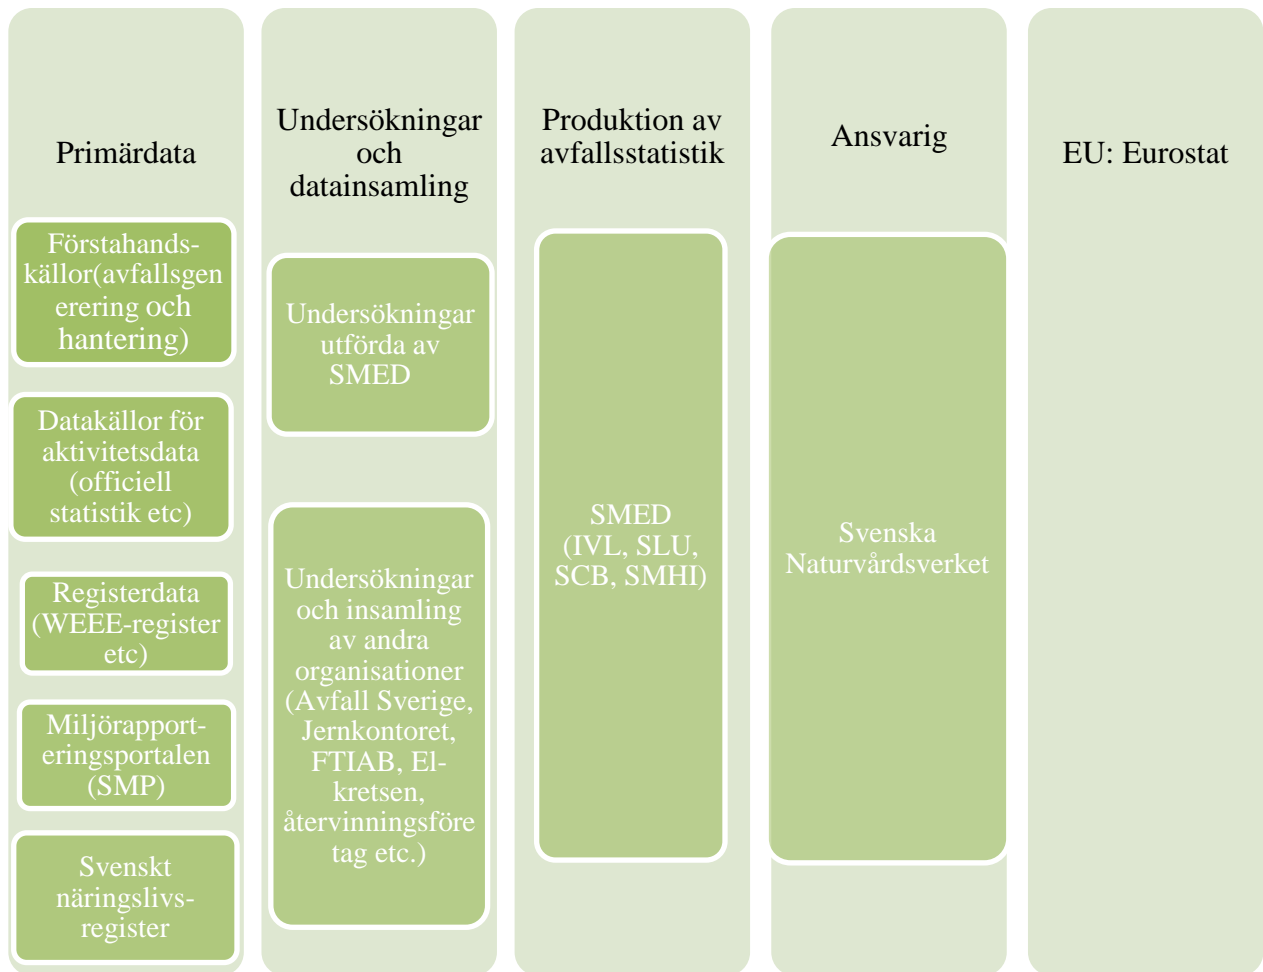 Primärdata
Förstahands-
källor(avfallsgen
erering och
hantering)
Datakällor för
aktivitetsdata
(officiell
statistik etc)
Registerdata
(WEEE-register
etc)
Miljörapport-
eringsportalen
(SMP)
Svenskt
näringslivs-
register
Undersökningar
och
datainsamling
Undersökningar
utförda av
SMED
Undersökningar
och insamling
av andra
organisationer
(Avfall Sverige,
Jernkontoret,
FTIAB, El-
kretsen,
återvinningsföre
tag etc.)
Produktion av
avfallsstatistik
SMED
(IVL, SLU,
SCB, SMHI)
Ansvarig
Svenska
Naturvårdsverket
EU: Eurostat